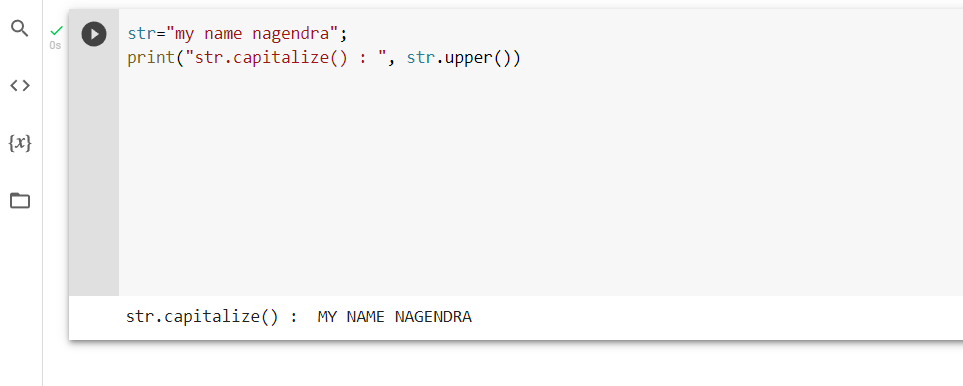 0s
str="my name nagendra";
print("str.capitalize() : ", str.upper())
<>
{x}
str.capitalize() :  MY NAME NAGENDRA